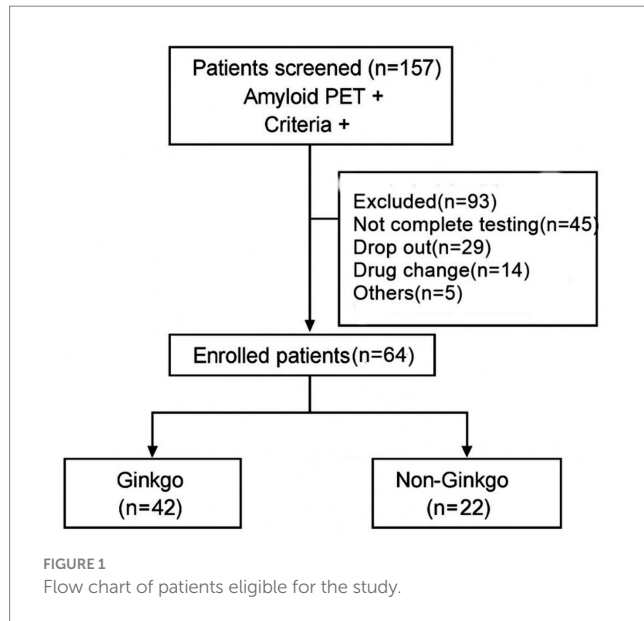 Patients screened (n=157)
Amyloid PET +
Criteria +
Excluded(n=93)
Not complete testing(n=45)
Drop out(n=29)
Drug change(n=14)
Others(n=5)
Enrolled patients(n=64)
Ginkgo
(n=42)
Non-Ginkgo
(n=22)
FIGURE 1
Flow chart of patients eligible for the study.